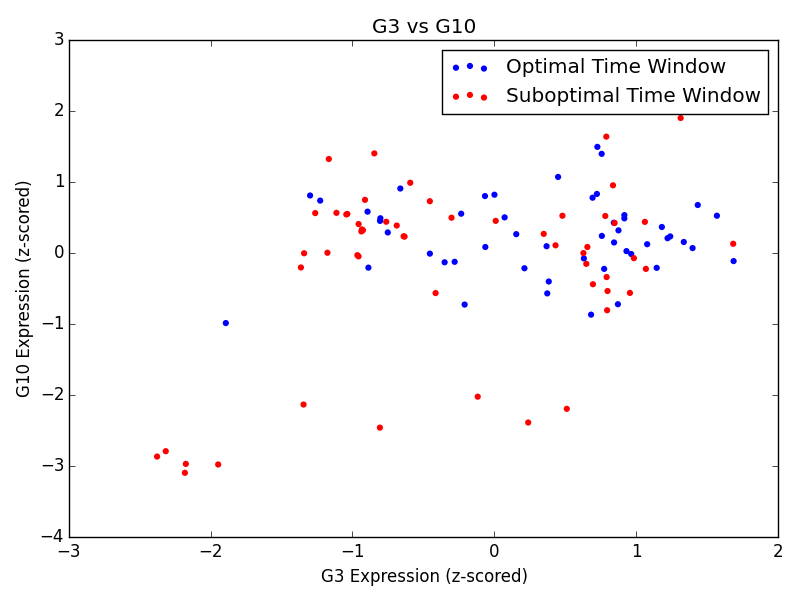 G3 vs G10
Optimal Time Window
Suboptimal Time Window
3
2
1
0
−1
−2
−3
−4
G10 Expression (z-scored)
−3 −2 −1 0 1 2
G3 Expression (z-scored)